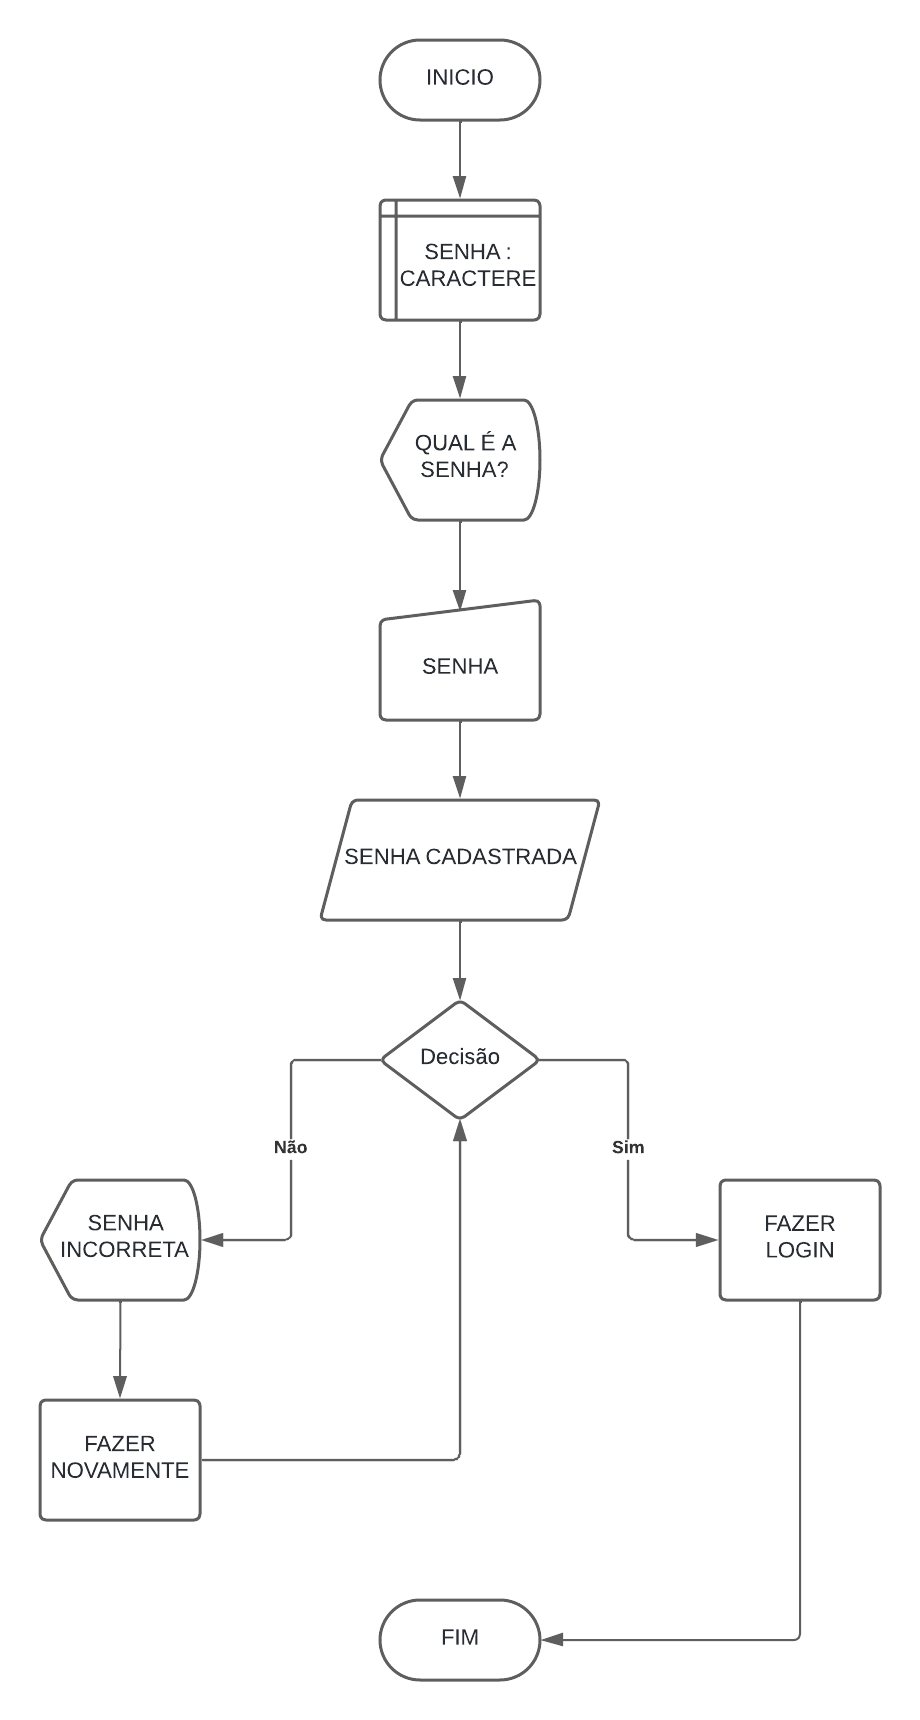 INICIO
SENHA :
CARACTERE
QUAL É A
SENHA?
SENHA
SENHA CADASTRADA
Decisão
Não
Sim
SENHA
INCORRETA
FAZER
LOGIN
FAZER
NOVAMENTE
FIM